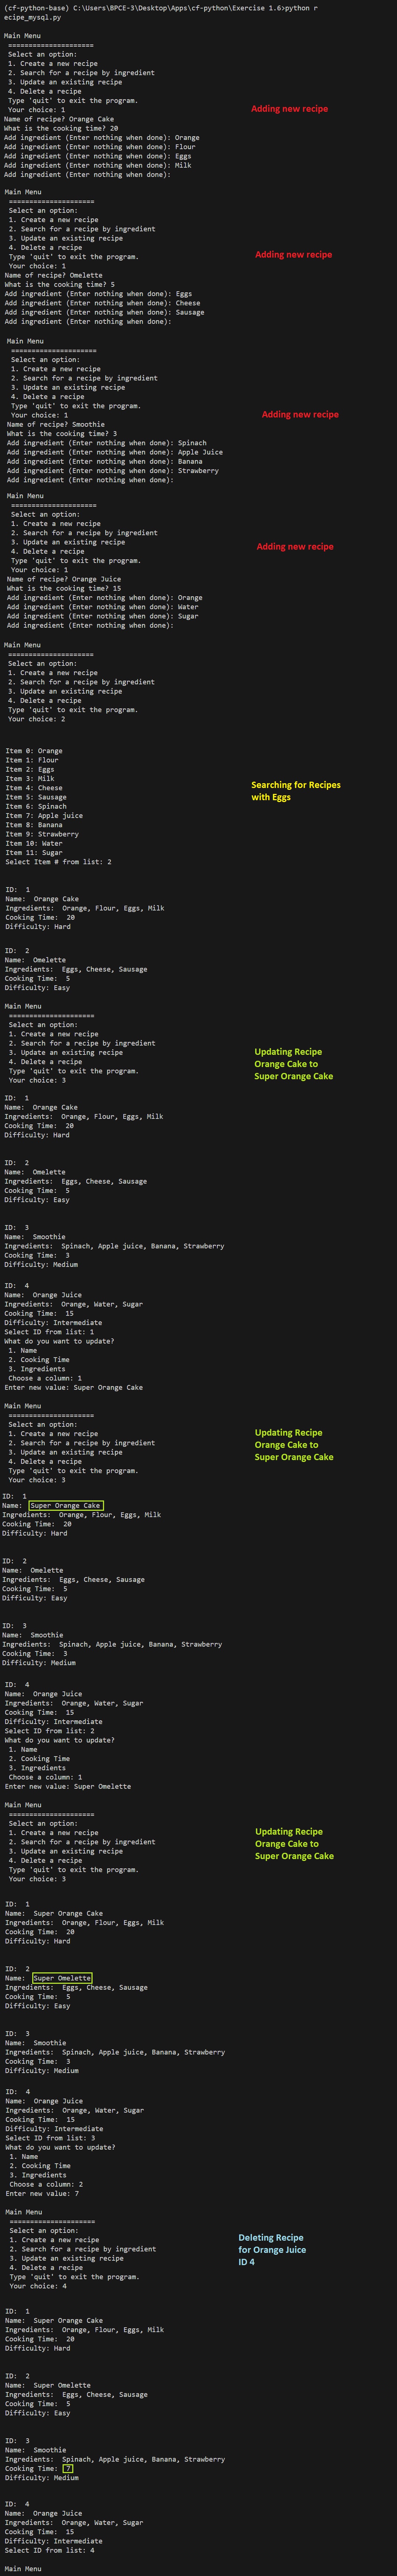 (cf-python-base) C:\Users\BPCE-3\Desktop\Apps\cf-python\Exercise 1.6>python r
ecipe_mysql.py
Main Menu
=====================
Select an option:
1. Create a new recipe
2. Search for a recipe by ingredient
3. Update an existing recipe
4. Delete a recipe
Type 'quit' to exit the program.
Your choice: 1
Adding new recipe
Name of recipe? Orange Cake
What is the cooking time? 20
Add ingredient (Enter nothing when done): Orange
Add ingredient (Enter nothing when done): Flour
Add ingredient (Enter nothing when done): Eggs
Add ingredient (Enter nothing when done): Milk
Add ingredient (Enter nothing when done):
Main Menu
=====================
Select an option:
1. Create a new recipe
2. Search for a recipe by ingredient
3. Update an existing recipe
4. Delete a recipe
Type 'quit' to exit the program.
Adding new recipe
Your choice: 1
Name of recipe? Omelette
What is the cooking time? 5
Add ingredient (Enter nothing when done): Eggs
Add ingredient (Enter nothing when done): Cheese
Add ingredient (Enter nothing when done): Sausage
Add ingredient (Enter nothing when done):
Main Menu
=====================
Select an option:
1. Create a new recipe
2. Search for a recipe by ingredient
3. Update an existing recipe
4. Delete a recipe
Type 'quit' to exit the program.
Your choice: 1
Adding new recipe
Name of recipe? Smoothie
What is the cooking time? 3
Add ingredient (Enter nothing when done): Spinach
Add ingredient (Enter nothing when done): Apple Juice
Add ingredient (Enter nothing when done): Banana
Add ingredient (Enter nothing when done): Strawberry
Add ingredient (Enter nothing when done):
Main Menu
=====================
Select an option:
1. Create a new recipe
2. Search for a recipe by ingredient
3. Update an existing recipe
Adding new recipe
4. Delete a recipe
Type 'quit' to exit the program.
Your choice: 1
Name of recipe? Orange Juice
What is the cooking time? 15
Add ingredient (Enter nothing when done): Orange
Add ingredient (Enter nothing when done): Water
Add ingredient (Enter nothing when done): Sugar
Add ingredient (Enter nothing when done):
Main Menu
=====================
Select an option:
1. Create a new recipe
2. Search for a recipe by ingredient
3. Update an existing recipe
4. Delete a recipe
Type 'quit' to exit the program.
Your choice: 2
Item 0: Orange
Item 1: Flour
Item 2: Eggs
Item 3: Milk
Item 4: Cheese
Item 5: Sausage
Item 6: Spinach
Item 7: Apple juice
Item 8: Banana
Item 9: Strawberry
Item 10: Water
Item 11: Sugar
Select Item # from list: 2
Searching for Recipes
with Eggs
ID: 1
Name: Orange Cake
Ingredients: Orange, Flour, Eggs, Milk
Cooking Time: 20
Difficulty: Hard
ID: 2
Name: Omelette
Ingredients: Eggs, Cheese, Sausage
Cooking Time: 5
Difficulty: Easy
Main Menu
=====================
Select an option:
1. Create a new recipe
2. Search for a recipe by ingredient
3. Update an existing recipe
4. Delete a recipe
Type 'quit' to exit the program.
Your choice: 3
Updating Recipe
Orange Cake to
Super Orange Cake
ID: 1
Name: Orange Cake
Ingredients: Orange, Flour, Eggs, Milk
Cooking Time: 20
Difficulty: Hard
ID: 2
Name: Omelette
Ingredients: Eggs, Cheese, Sausage
Cooking Time: 5
Difficulty: Easy
ID: 3
Name: Smoothie
Ingredients: Spinach, Apple juice, Banana, Strawberry
Cooking Time: 3
Difficulty: Medium
ID: 4
Name: Orange Juice
Ingredients: Orange, Water, Sugar
Cooking Time: 15
Difficulty: Intermediate
Select ID from list: 1
What do you want to update?
1. Name
2. Cooking Time
3. Ingredients
Choose a column: 1
Enter new value: Super Orange Cake
Main Menu
=====================
Select an option:
1. Create a new recipe
2. Search for a recipe by ingredient
3. Update an existing recipe
4. Delete a recipe
Type 'quit' to exit the program.
Your choice: 3
Updating Recipe
Orange Cake to
Super Orange Cake
ID: 1
Name: Super Orange Cake
Ingredients: Orange, Flour, Eggs, Milk
Cooking Time: 20
Difficulty: Hard
ID: 2
Name: Omelette
Ingredients: Eggs, Cheese, Sausage
Cooking Time: 5
Difficulty: Easy
ID: 3
Name: Smoothie
Ingredients: Spinach, Apple juice, Banana, Strawberry
Cooking Time: 3
Difficulty: Medium
ID: 4
Name: Orange Juice
Ingredients: Orange, Water, Sugar
Cooking Time: 15
Difficulty: Intermediate
Select ID from list: 2
What do you want to update?
1. Name
2. Cooking Time
3. Ingredients
Choose a column: 1
Enter new value: Super Omelette
Main Menu
=====================
Select an option:
1. Create a new recipe
2. Search for a recipe by ingredient
3. Update an existing recipe
4. Delete a recipe
Type 'quit' to exit the program.
Your choice: 3
Updating Recipe
Orange Cake to
Super Orange Cake
ID: 1
Name: Super Orange Cake
Ingredients: Orange, Flour, Eggs, Milk
Cooking Time: 20
Difficulty: Hard
ID: 2
Name: Super Omelette
Ingredients: Eggs, Cheese, Sausage
Cooking Time: 5
Difficulty: Easy
ID: 3
Name: Smoothie
Ingredients: Spinach, Apple juice, Banana, Strawberry
Cooking Time: 3
Difficulty: Medium
ID: 4
Name: Orange Juice
Ingredients: Orange, Water, Sugar
Cooking Time: 15
Difficulty: Intermediate
Select ID from list: 3
What do you want to update?
1. Name
2. Cooking Time
3. Ingredients
Choose a column: 2
Enter new value: 7
Main Menu
=====================
Select an option:
1. Create a new recipe
2. Search for a recipe by ingredient
3. Update an existing recipe
4. Delete a recipe
Type 'quit' to exit the program.
Your choice: 4
Deleting Recipe
for Orange Juice
ID 4
ID: 1
Name: Super Orange Cake
Ingredients: Orange, Flour, Eggs, Milk
Cooking Time: 20
Difficulty: Hard
ID: 2
Name: Super Omelette
Ingredients: Eggs, Cheese, Sausage
Cooking Time: 5
Difficulty: Easy
ID: 3
Name: Smoothie
Ingredients: Spinach, Apple juice, Banana, Strawberry
Cooking Time: 7
Difficulty: Medium
ID: 4
Name: Orange Juice
Ingredients: Orange, Water, Sugar
Cooking Time: 15
Difficulty: Intermediate
Select ID from list: 4
Main Menu